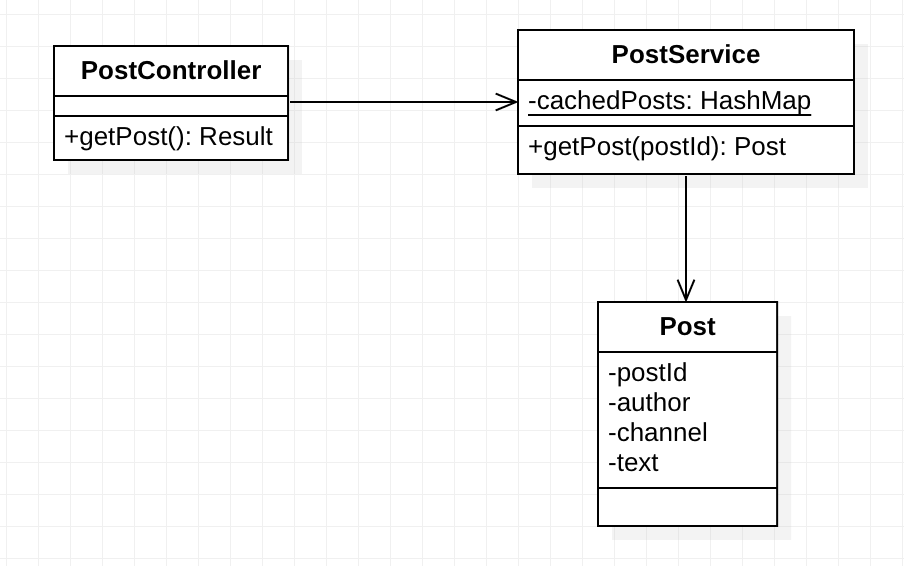 PostController
+getPost(): Result
PostService
-cachedPosts: HashMap
+getPost(postId): Post
Post
-postId
-author
-channel
-text